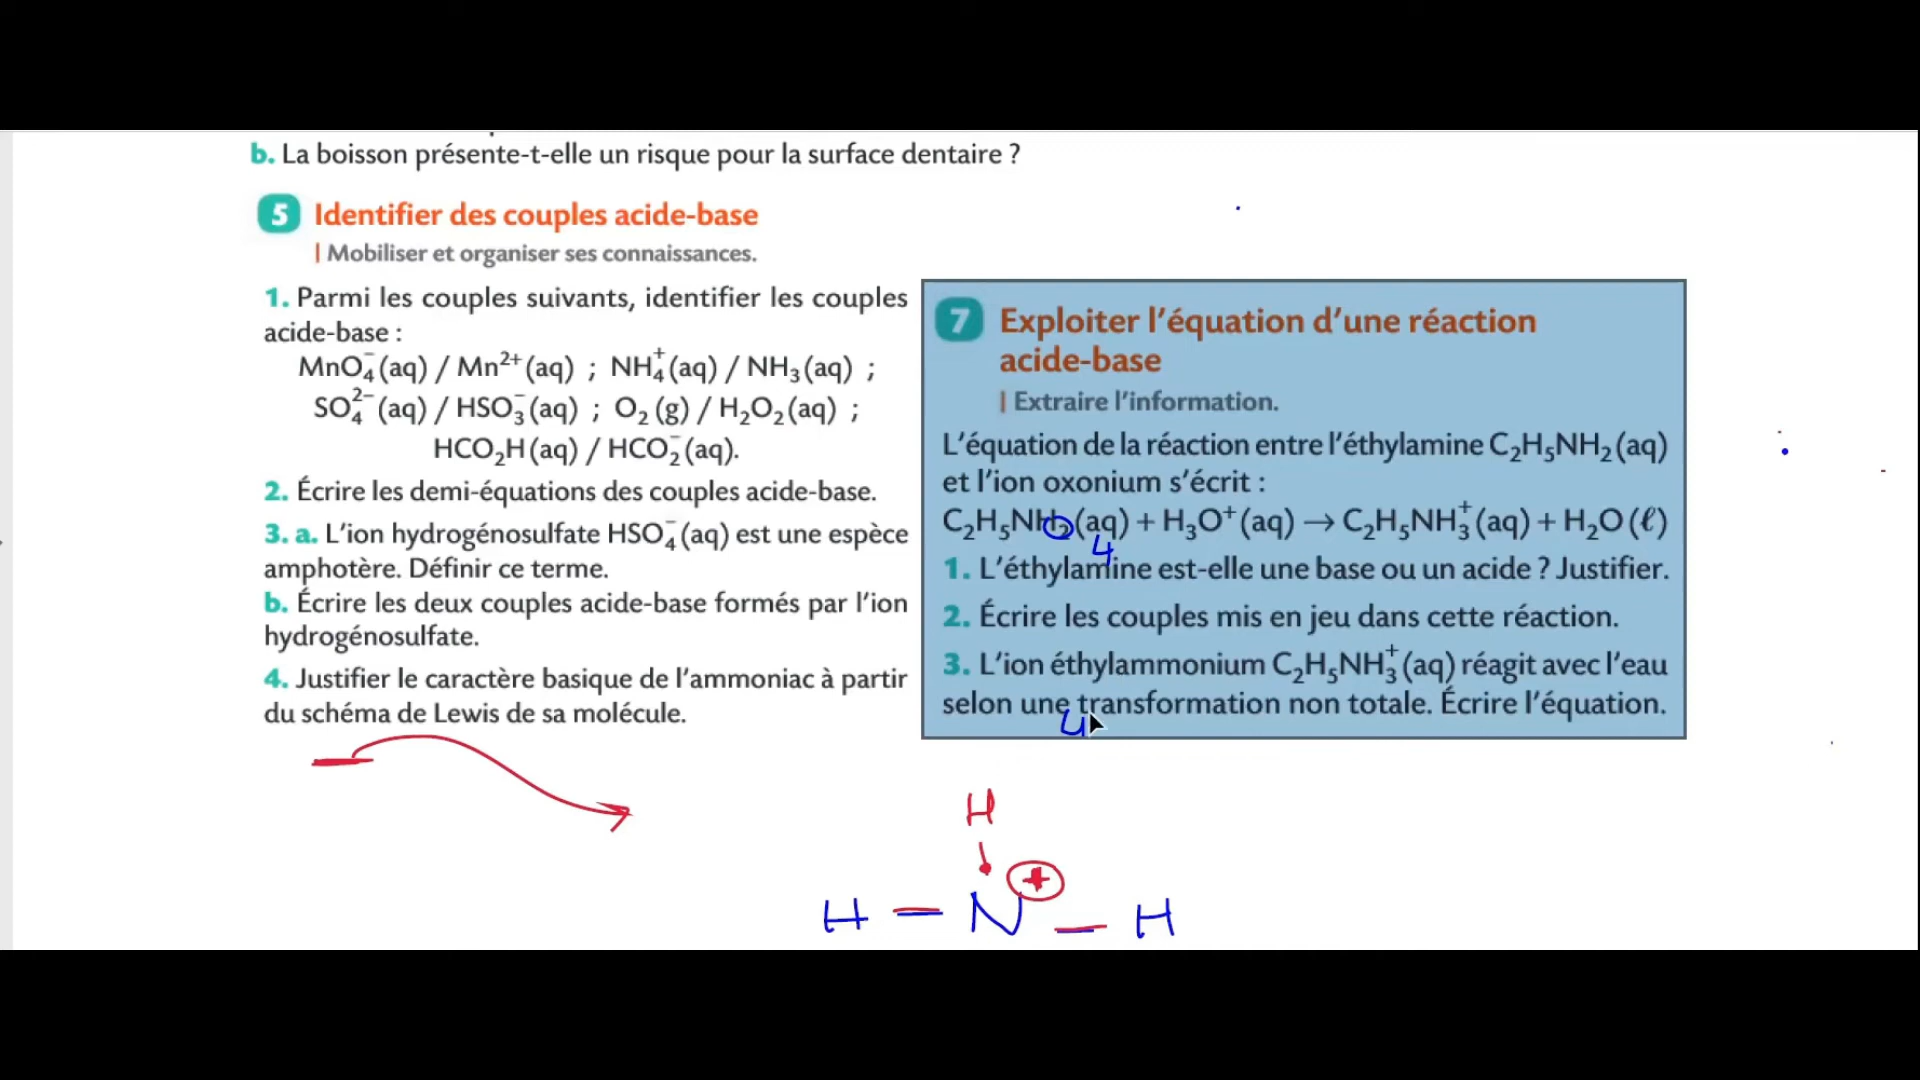 b. La boisson présente-t-elle un risque pour la surface dentaire ?
5 Identifier des couples acide-base
| Mobiliser et organiser ses connaissances.
1. Parmi les couples suivants, identifier les couples
acide-base :
MnO₄⁻(aq) / Mn²⁺(aq) ; NH₄⁺(aq) / NH₃(aq) ;
SO₄²⁻(aq) / HSO₃⁻(aq) ; O₂(g) / H₂O₂(aq) ;
HCO₂H(aq) / HCO₂⁻(aq).
2. Écrire les demi-équations des couples acide-base.
3. a. L'ion hydrogénosulfate HSO₄⁻(aq) est une espèce
amphotère. Définir ce terme.
b. Écrire les deux couples acide-base formés par l'ion
hydrogénosulfate.
4. Justifier le caractère basique de l'ammoniac à partir
du schéma de Lewis de sa molécule.
7 Exploiter l'équation d'une réaction
acide-base
| Extraire l'information.
L'équation de la réaction entre l'éthylamine C₂H₅NH₂(aq)
et l'ion oxonium s'écrit :
C₂H₅NH₂(aq) + H₃O⁺(aq) → C₂H₅NH₃⁺(aq) + H₂O(ℓ)
4
1. L'éthylamine est-elle une base ou un acide ? Justifier.
2. Écrire les couples mis en jeu dans cette réaction.
3. L'ion éthylammonium C₂H₅NH₃⁺(aq) réagit avec l'eau
selon une transformation non totale. Écrire l'équation.
H
+
H – N – H